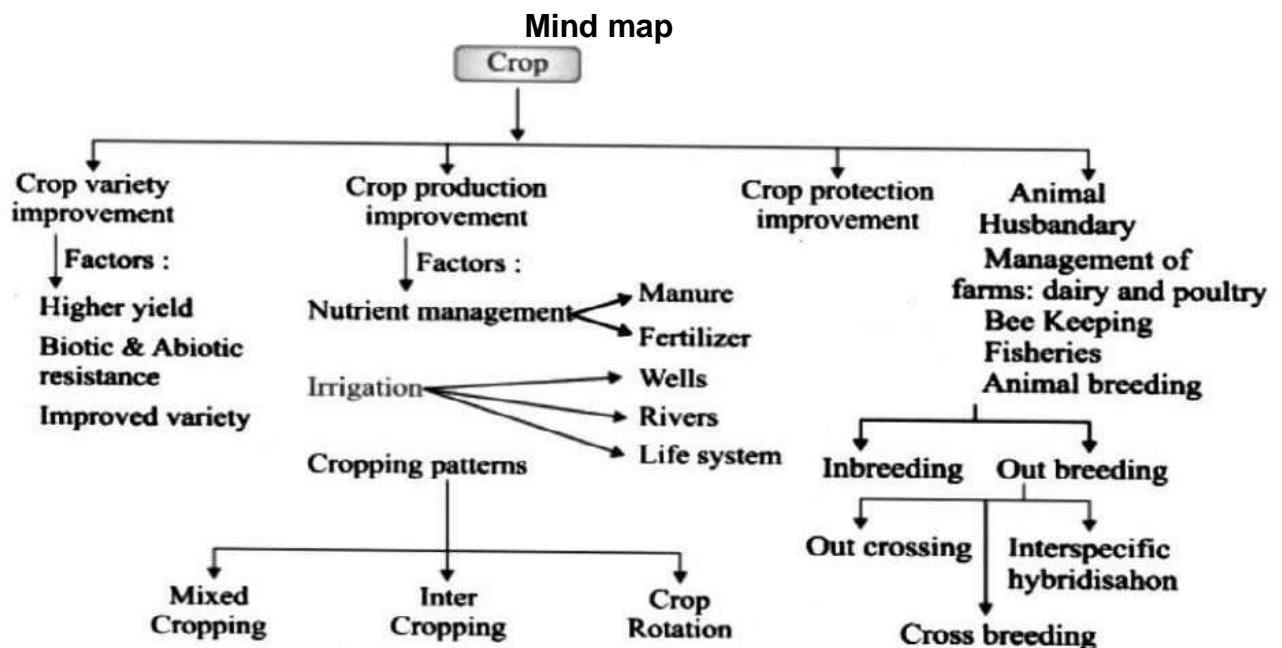 Mind map
Crop
Crop variety
improvement
Factors :
Higher yield
Biotic & Abiotic
resistance
Improved variety
Crop production
improvement
Factors :
Nutrient management
Manure
Fertilizer
Irrigation
Wells
Rivers
Life system
Cropping patterns
Mixed
Cropping
Inter
Cropping
Crop
Rotation
Crop protection
improvement
Animal
Husbandary
Management of
farms: dairy and poultry
Bee Keeping
Fisheries
Animal breeding
Inbreeding
Out breeding
Out crossing
Interspecific
hybridisahon
Cross breeding